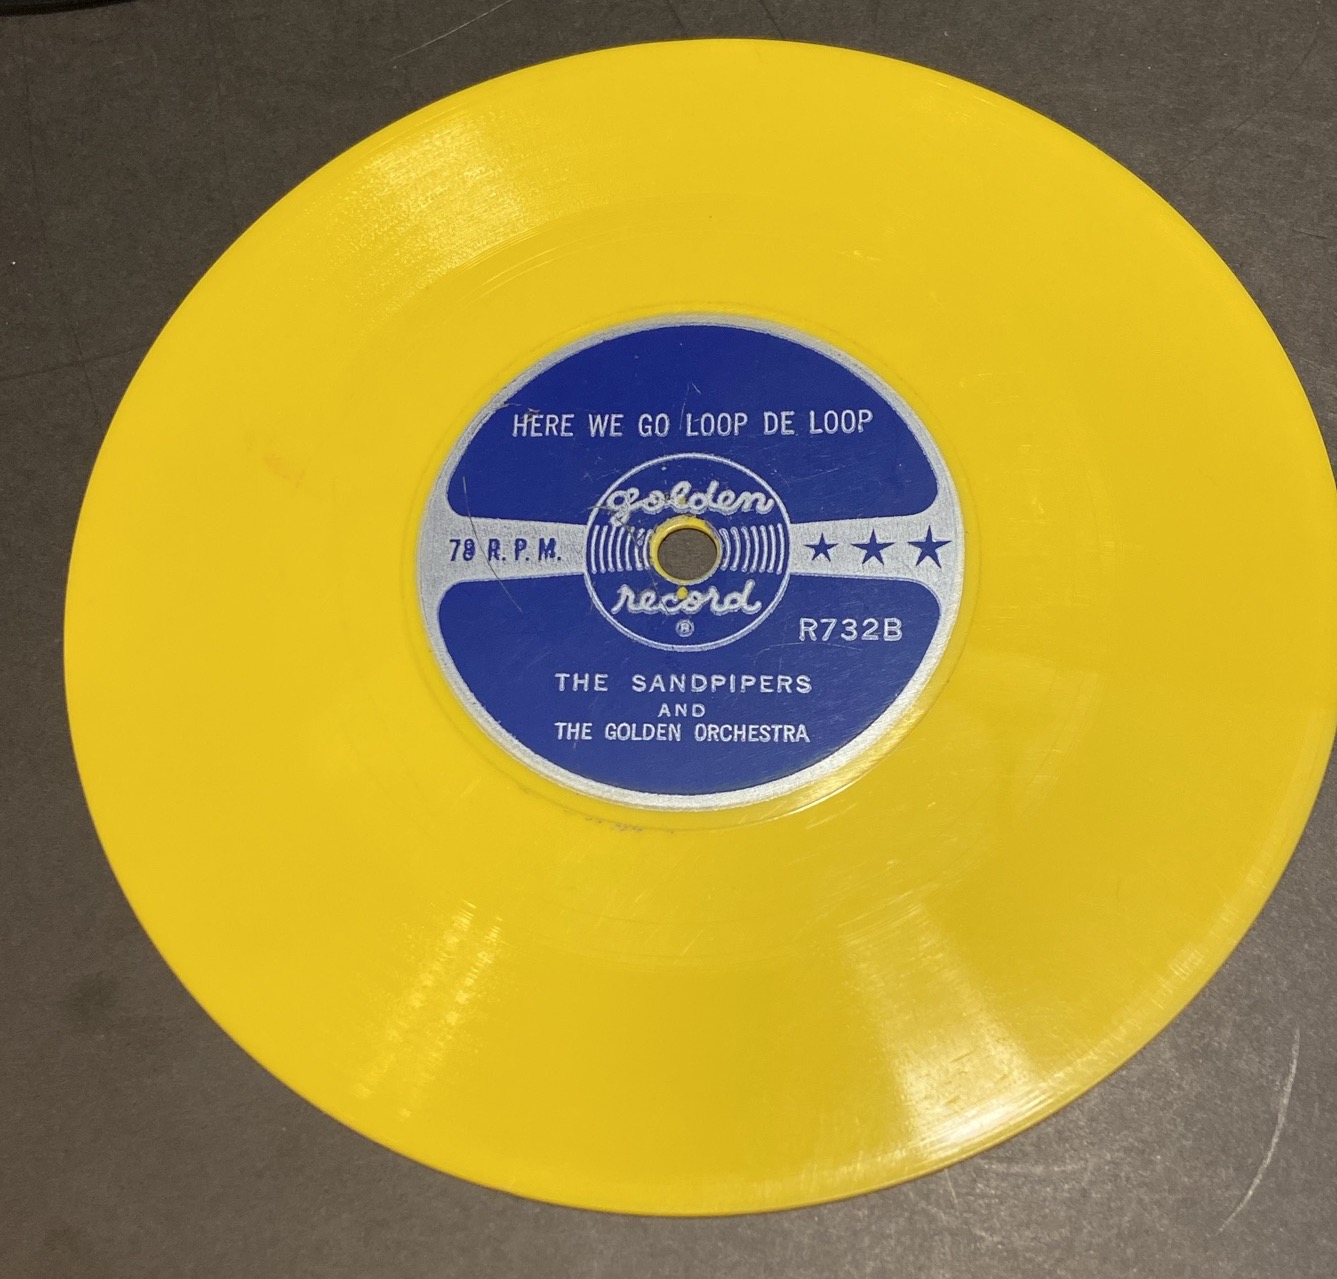 HERE WE GO LOOP DE LOOP
golden
78 R.P.M.
record
®
R732B
THE SANDPIPERS
AND
THE GOLDEN ORCHESTRA